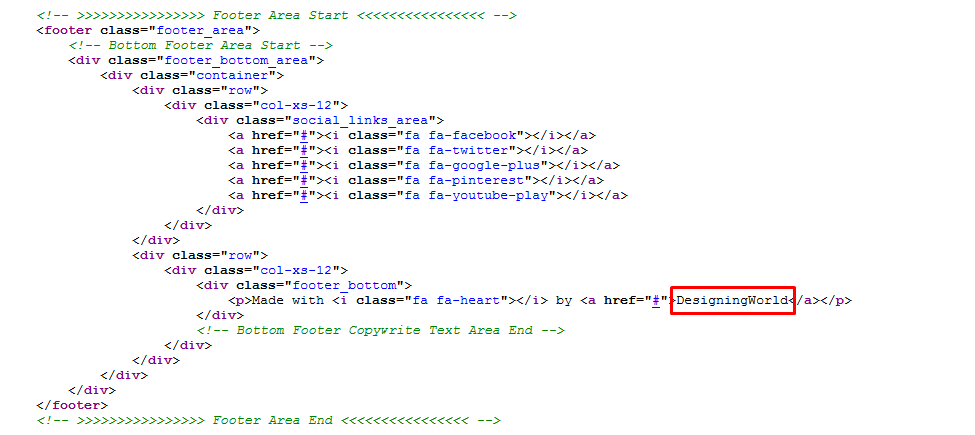 <!-- >>>>>>>>>>>>>>>> Footer Area Start <<<<<<<<<<<<<<<< -->
<footer class="footer_area">
<!-- Bottom Footer Area Start -->
<div class="footer_bottom_area">
<div class="container">
<div class="row">
<div class="col-xs-12">
<div class="social_links_area">
<a href="#"><i class="fa fa-facebook"></i></a>
<a href="#"><i class="fa fa-twitter"></i></a>
<a href="#"><i class="fa fa-google-plus"></i></a>
<a href="#"><i class="fa fa-pinterest"></i></a>
<a href="#"><i class="fa fa-youtube-play"></i></a>
</div>
</div>
</div>
<div class="row">
<div class="col-xs-12">
<div class="footer_bottom">
<p>Made with <i class="fa fa-heart"></i> by <a href="#">DesigningWorld</a></p>
</div>
<!-- Bottom Footer Copywrite Text Area End -->
</div>
</div>
</div>
</div>
</footer>
<!-- >>>>>>>>>>>>>>>> Footer Area End <<<<<<<<<<<<<<<< -->